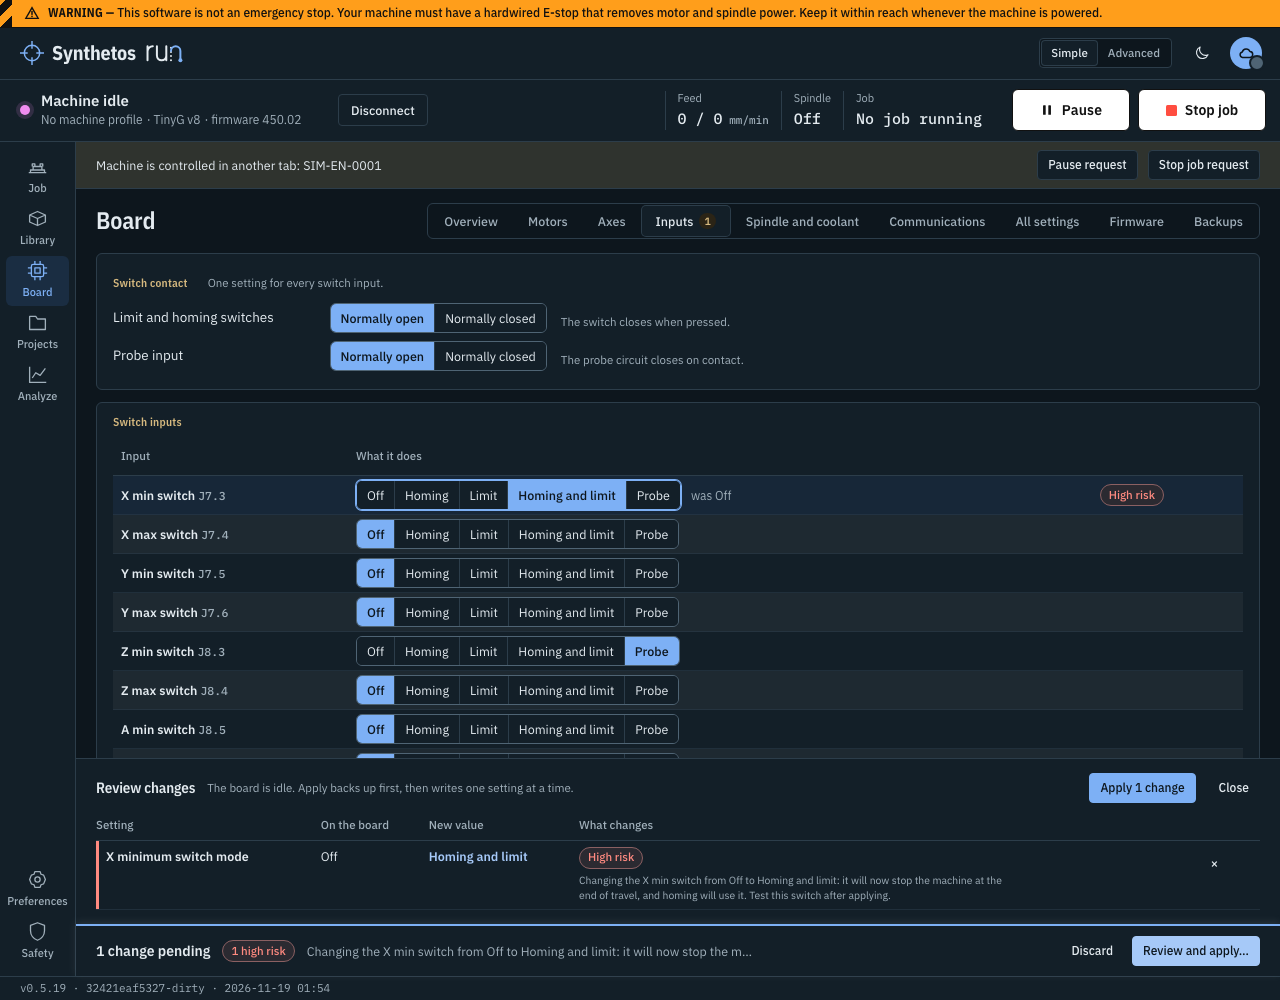 WARNING — This software is not an emergency stop. Your machine must have a hardwired E-stop that removes motor and spindle power. Keep it within reach whenever the machine is powered.
Synthetos run
Simple Advanced
Machine idle
No machine profile · TinyG v8 · firmware 450.02
Disconnect
Feed
0 / 0 mm/min
Spindle
Off
Job
No job running
Pause
Stop job
Job
Library
Board
Projects
Analyze
Preferences
Safety
Machine is controlled in another tab: SIM-EN-0001
Pause request
Stop job request
Board
Overview Motors Axes Inputs 1 Spindle and coolant Communications All settings Firmware Backups
Switch contact One setting for every switch input.
Limit and homing switches Normally open Normally closed The switch closes when pressed.
Probe input Normally open Normally closed The probe circuit closes on contact.
Switch inputs
Input What it does
X min switch J7.3 Off Homing Limit Homing and limit Probe was Off High risk
X max switch J7.4 Off Homing Limit Homing and limit Probe
Y min switch J7.5 Off Homing Limit Homing and limit Probe
Y max switch J7.6 Off Homing Limit Homing and limit Probe
Z min switch J8.3 Off Homing Limit Homing and limit Probe
Z max switch J8.4 Off Homing Limit Homing and limit Probe
A min switch J8.5 Off Homing Limit Homing and limit Probe
Review changes The board is idle. Apply backs up first, then writes one setting at a time.
Apply 1 change
Close
Setting On the board New value What changes
X minimum switch mode Off Homing and limit High risk ×
Changing the X min switch from Off to Homing and limit: it will now stop the machine at the
end of travel, and homing will use it. Test this switch after applying.
1 change pending 1 high risk Changing the X min switch from Off to Homing and limit: it will now stop the m...
Discard
Review and apply...
v0.5.19 · 32421eaf5327-dirty · 2026-11-19 01:54